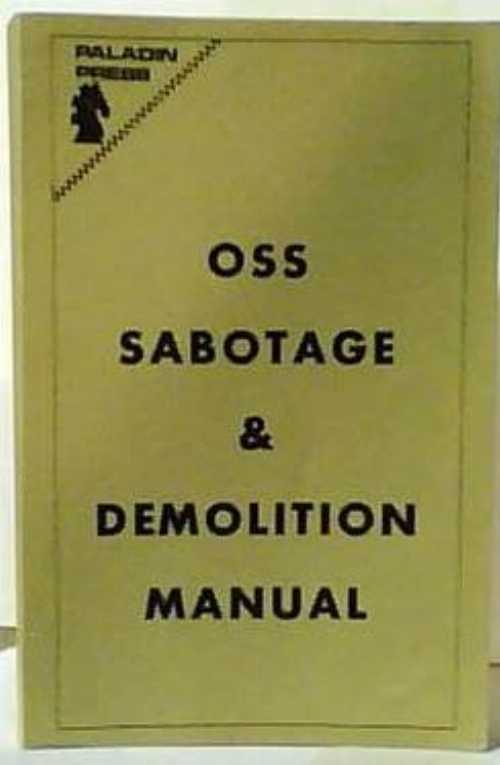 PALADIN
PRESS
OSS
SABOTAGE
&
DEMOLITION
MANUAL